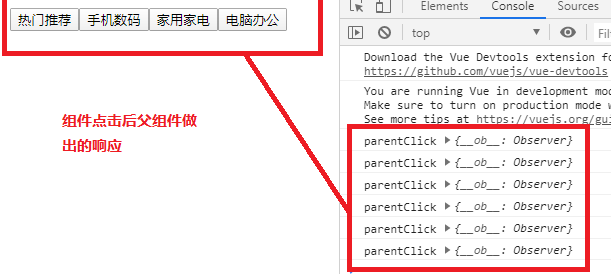 热门推荐 手机数码 家用家电 电脑办公
组件点击后父组件做
出的响应
Elements Console Sources
top
Download the Vue Devtools extension fo
https://github.com/vuejs/vue-devtools
You are running Vue in development mod
Make sure to turn on production mode w
See more tips at https://vuejs.org/gui
parentClick ▶{__ob__: Observer}
parentClick ▶{__ob__: Observer}
parentClick ▶{__ob__: Observer}
parentClick ▶{__ob__: Observer}
parentClick ▶{__ob__: Observer}
parentClick ▶{__ob__: Observer}